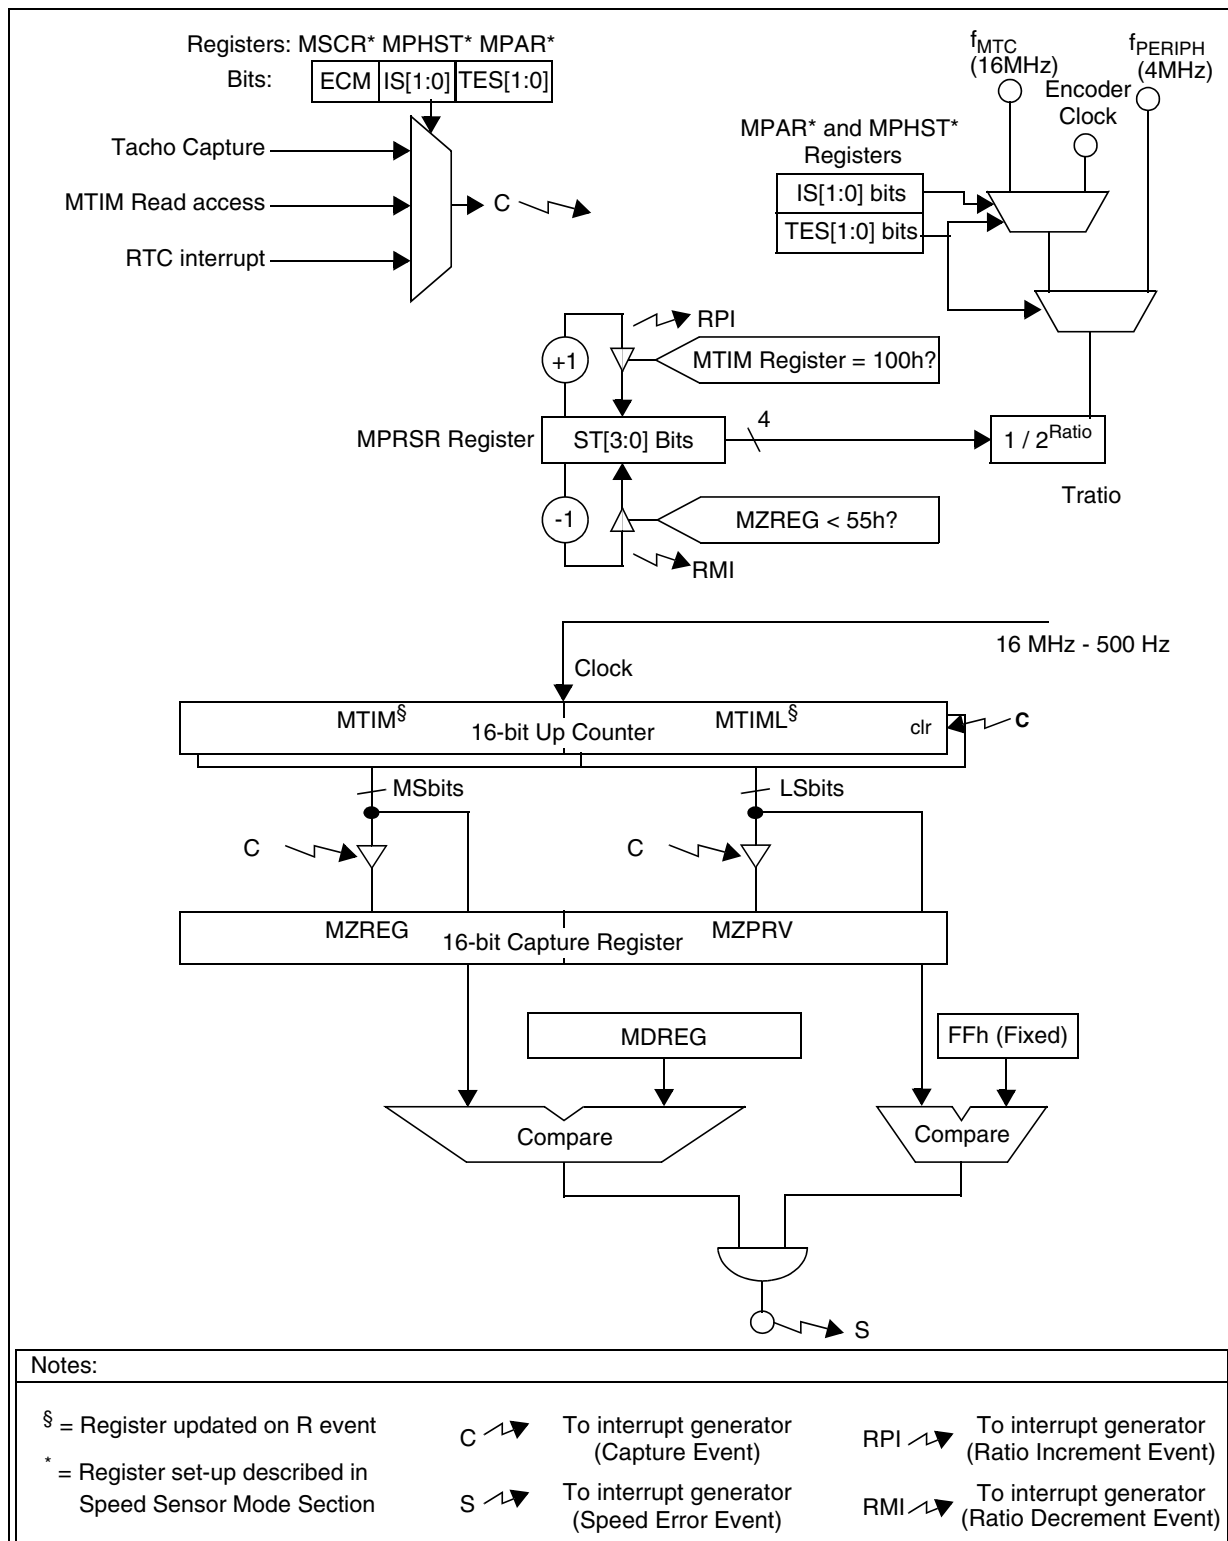 Registers: MSCR* MPHST* MPAR*
Bits: ECM IS[1:0] TES[1:0]
Tacho Capture
MTIM Read access
RTC interrupt
C
fMTC
(16MHz)
fPERIPH
(4MHz)
Encoder
Clock
MPAR* and MPHST*
Registers
IS[1:0] bits
TES[1:0] bits
RPI
+1
MTIM Register = 100h?
MPRSR Register
ST[3:0] Bits
4
1 / 2Ratio
Tratio
-1
MZREG < 55h?
RMI
16 MHz - 500 Hz
Clock
MTIM§
MTIML§
16-bit Up Counter
clr
C
MSbits
LSbits
C
C
MZREG
MZPRV
16-bit Capture Register
MDREG
FFh (Fixed)
Compare
Compare
S
Notes:
§ = Register updated on R event
* = Register set-up described in
Speed Sensor Mode Section
C To interrupt generator
(Capture Event)
S To interrupt generator
(Speed Error Event)
RPI To interrupt generator
(Ratio Increment Event)
RMI To interrupt generator
(Ratio Decrement Event)